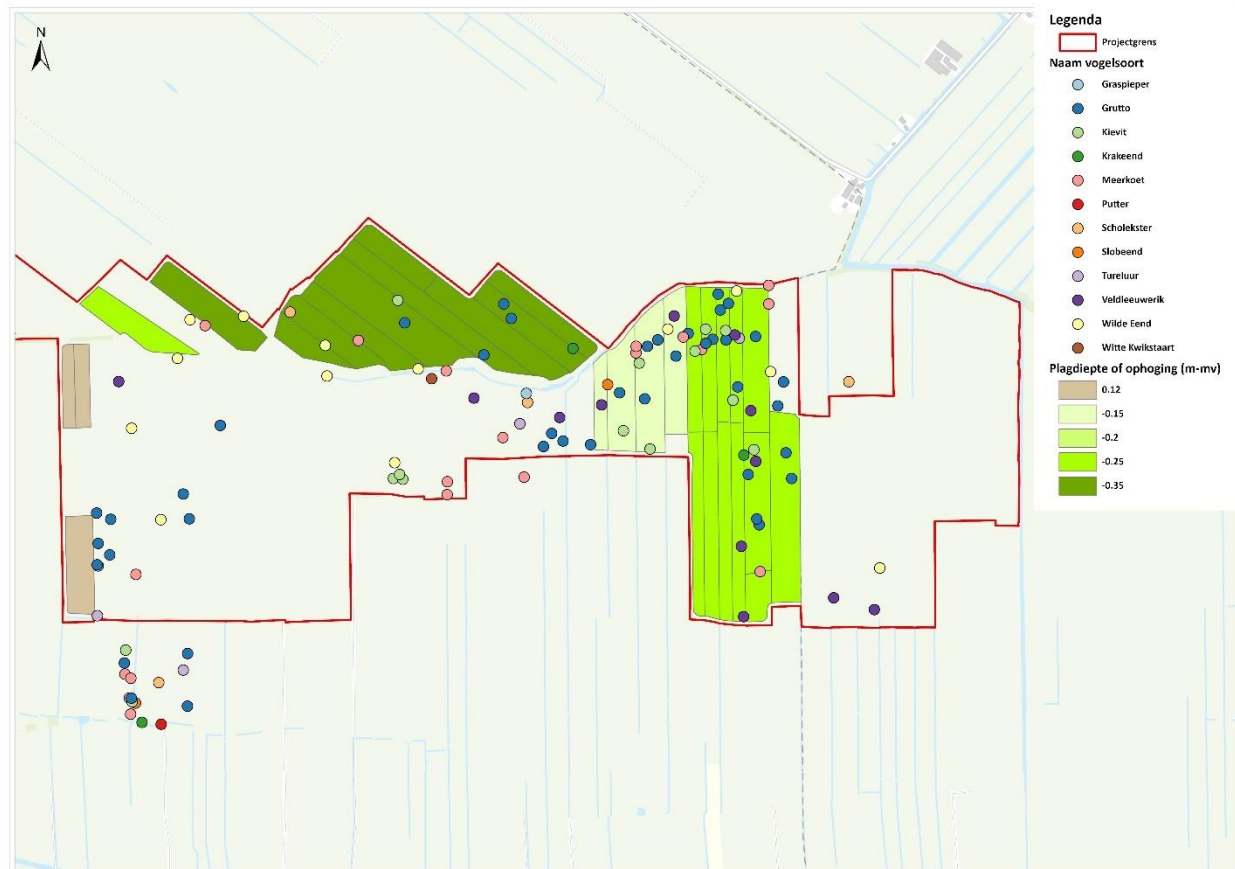 N
Legenda
Projectgrens
Naam vogelsoort
Graspieper
Grutto
Kievit
Krakeend
Meerkoet
Putter
Scholekster
Slobeend
Tureluur
Veldleeuwerik
Wilde Eend
Witte Kwikstaart
Plagdiepte of ophoging (m-mv)
0.12
-0.15
-0.2
-0.25
-0.35